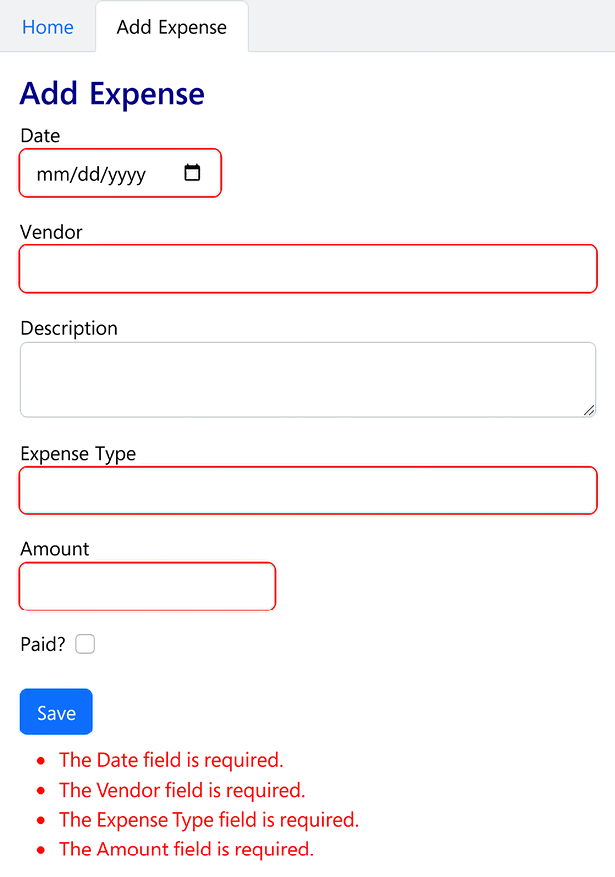 Home Add Expense
Add Expense
Date
mm/dd/yyyy
Vendor
Description
Expense Type
Amount
Paid?
Save
The Date field is required.
The Vendor field is required.
The Expense Type field is required.
The Amount field is required.